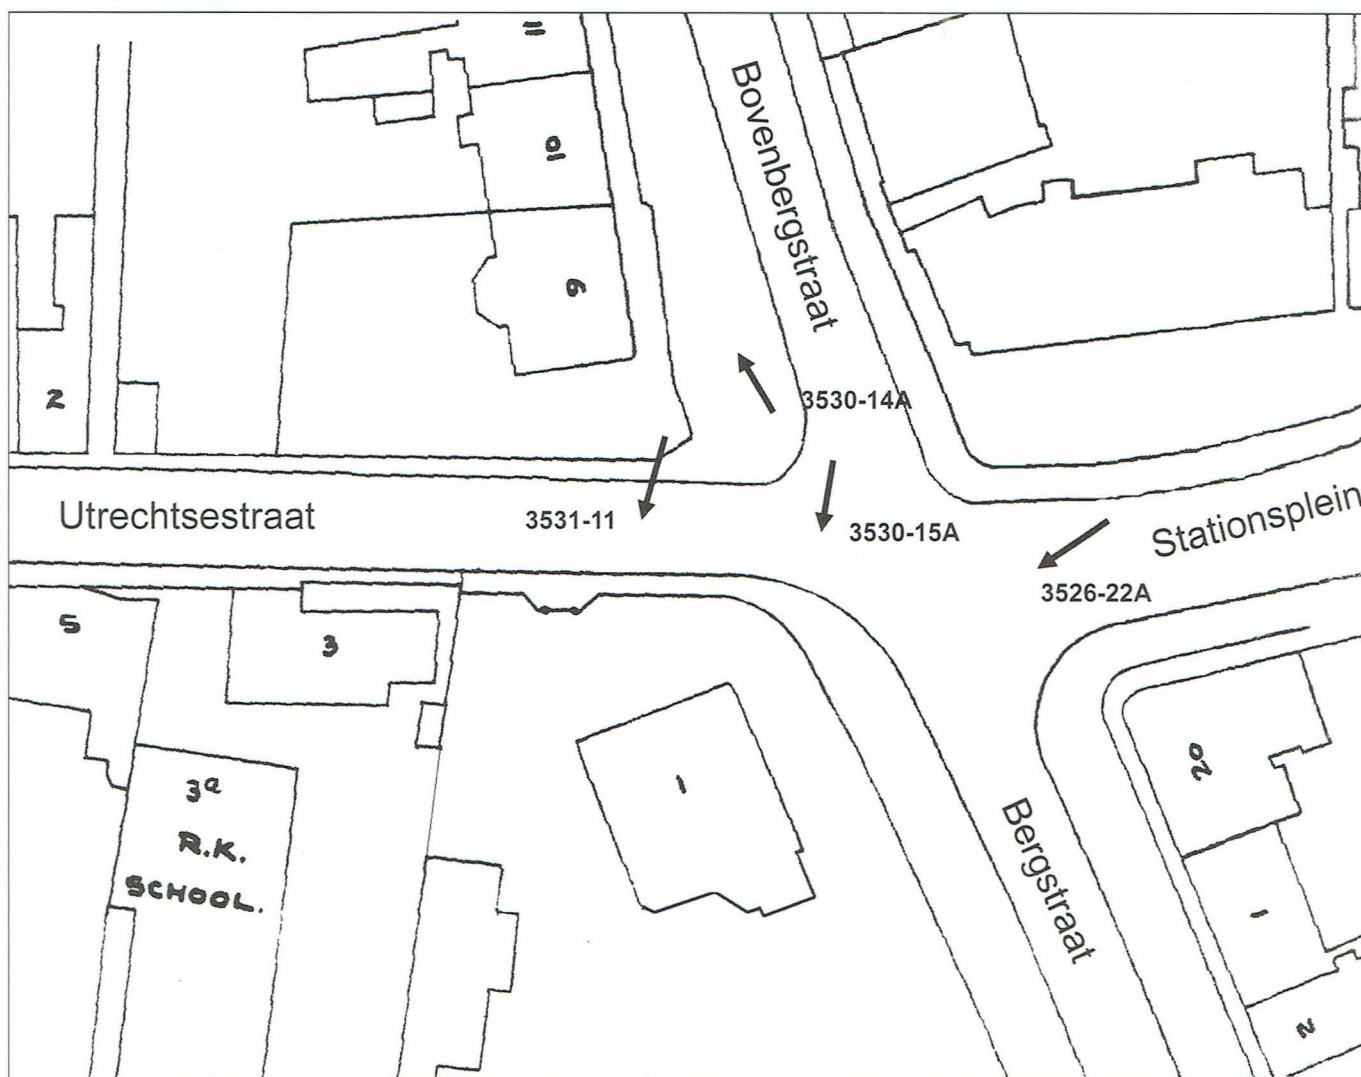 11
Bovenbergstraat
10
9
2
3530-14A
Utrechtsestraat
3531-11
3530-15A
Stationsplein
3526-22A
5
3
1
20
3a
R.K.
SCHOOL.
Bergstraat
1
2